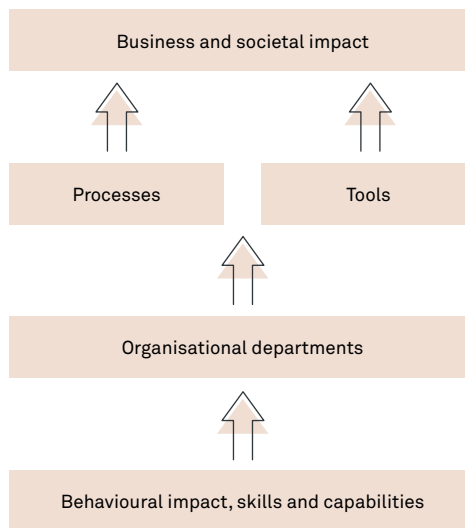 Business and societal impact
Processes
Tools
Organisational departments
Behavioural impact, skills and capabilities